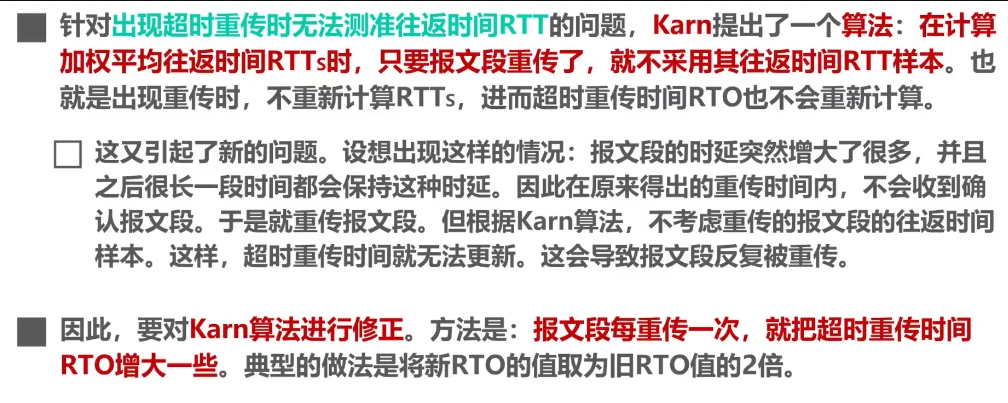 针对出现超时重传时无法测准往返时间RTT的问题，Karn提出了一个算法：在计算
加权平均往返时间RTTs时，只要报文段重传了，就不采用其往返时间RTT样本。也
就是出现重传时，不重新计算RTTs，进而超时重传时间RTO也不会重新计算。
这又引起了新的问题。设想出现这样的情况：报文段的时延突然增大了很多，并且
之后很长一段时间都会保持这种时延。因此在原来得出的重传时间内，不会收到确
认报文段。于是就重传报文段。但根据Karn算法，不考虑重传的报文段的往返时间
样本。这样，超时重传时间就无法更新。这会导致报文段反复被重传。
因此，要对Karn算法进行修正。方法是：报文段每重传一次，就把超时重传时间
RTO增大一些。典型的做法是将新RTO的值取为旧RTO值的2倍。